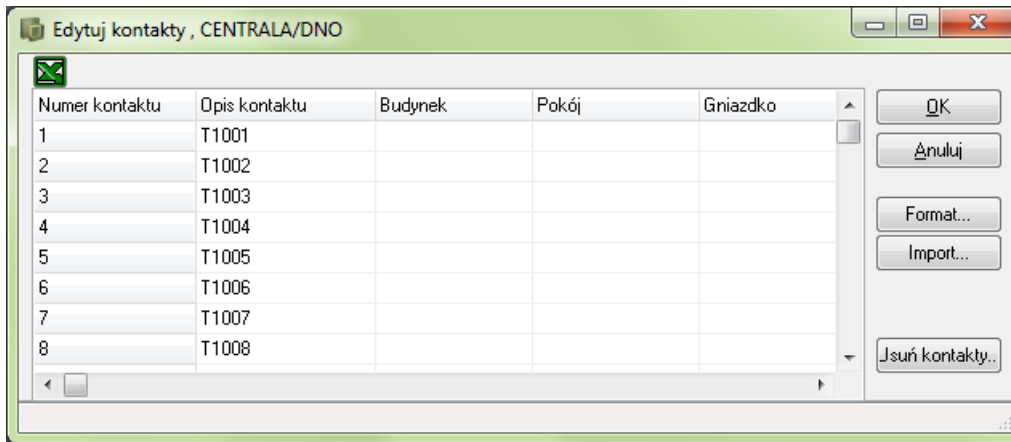 Edytuj kontakty , CENTRALA/DNO
Numer kontaktu Opis kontaktu Budynek Pokój Gniazdko
1 T1001
2 T1002
3 T1003
4 T1004
5 T1005
6 T1006
7 T1007
8 T1008
OK
Anuluj
Format...
Import...
Jsuń kontakty..